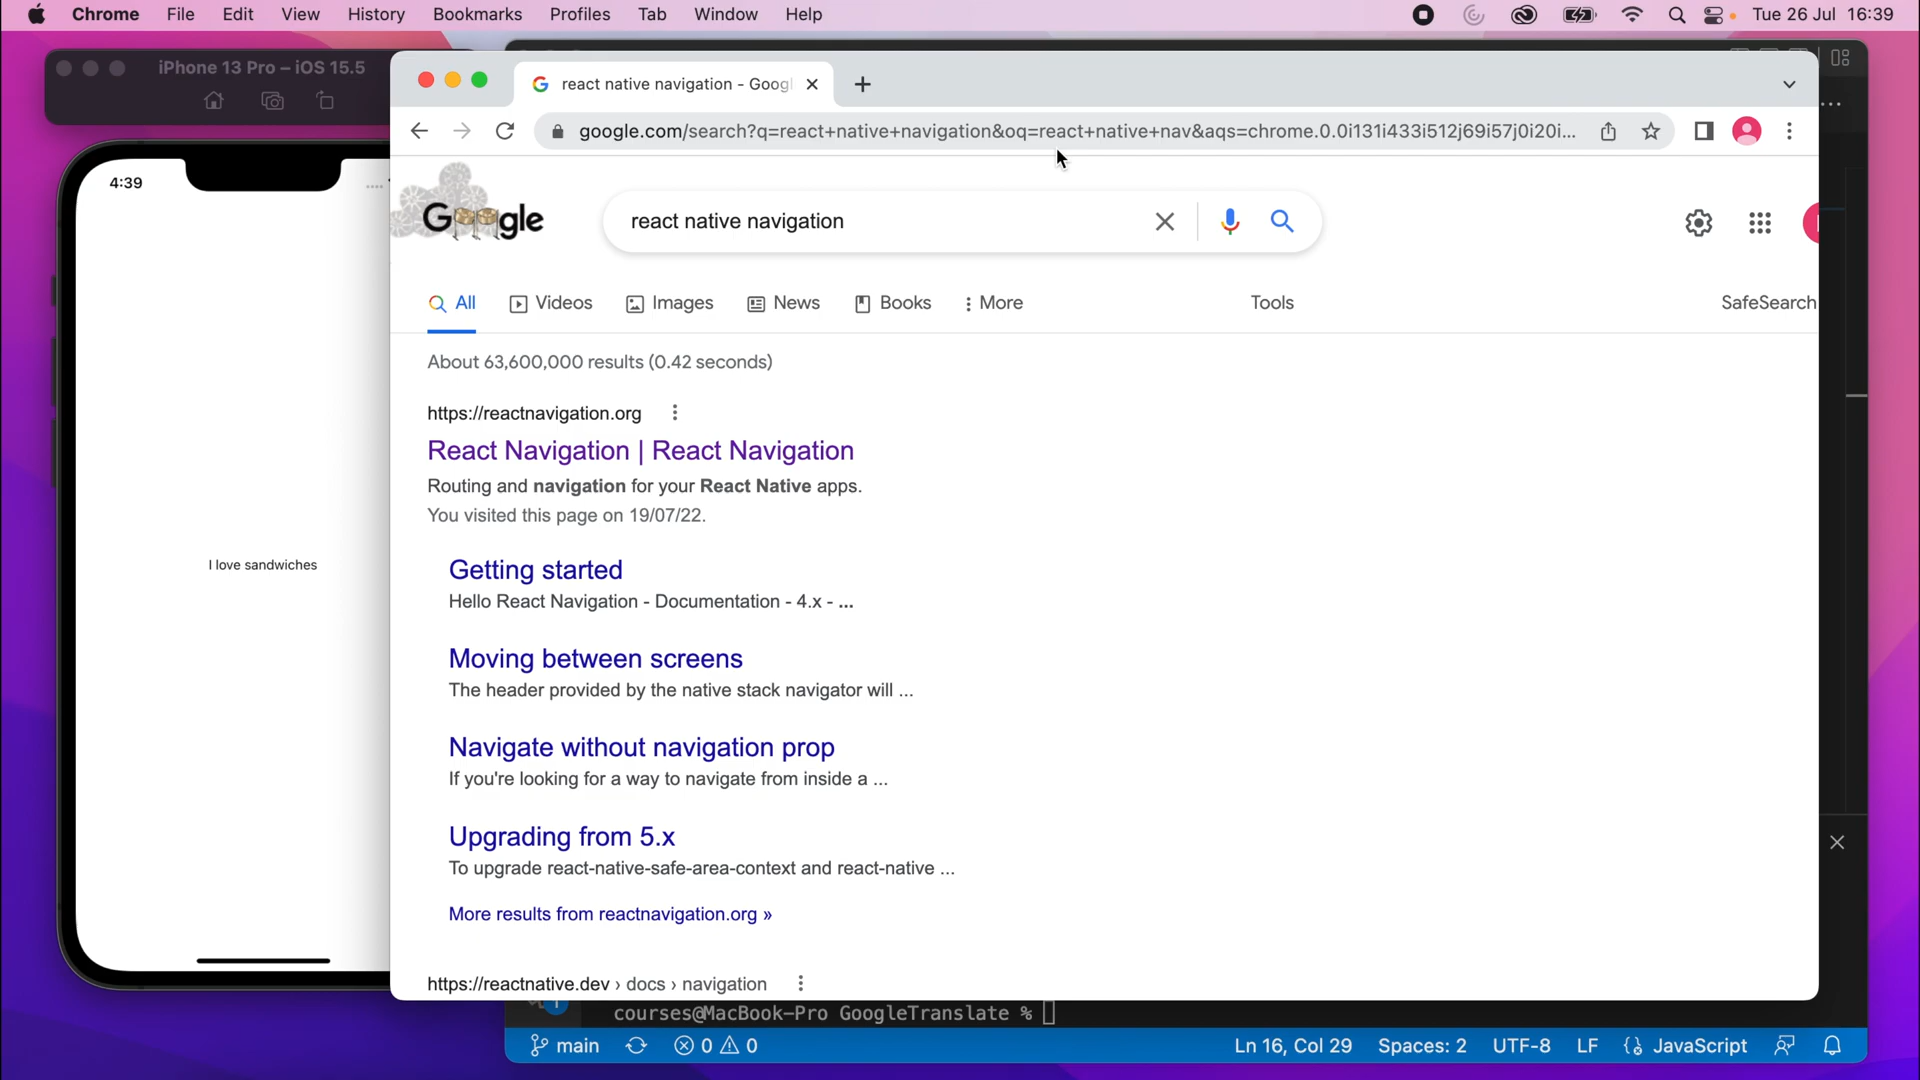 Chrome File Edit View History Bookmarks Profiles Tab Window Help Tue 26 Jul 16:39
iPhone 13 Pro – iOS 15.5
react native navigation - Goog
google.com/search?q=react+native+navigation&oq=react+native+nav&aqs=chrome.0.0i131i433i512j69i57j0i20i...
4:39
Google
react native navigation
All Videos Images News Books More Tools SafeSearch
About 63,600,000 results (0.42 seconds)
https://reactnavigation.org
React Navigation | React Navigation
Routing and navigation for your React Native apps.
You visited this page on 19/07/22.
Getting started
I love sandwiches
Hello React Navigation - Documentation - 4.x - ...
Moving between screens
The header provided by the native stack navigator will ...
Navigate without navigation prop
If you're looking for a way to navigate from inside a ...
Upgrading from 5.x
To upgrade react-native-safe-area-context and react-native ...
More results from reactnavigation.org »
https://reactnative.dev › docs › navigation
courses@MacBook-Pro GoogleTranslate %
main 0 0 Ln 16, Col 29 Spaces: 2 UTF-8 LF JavaScript